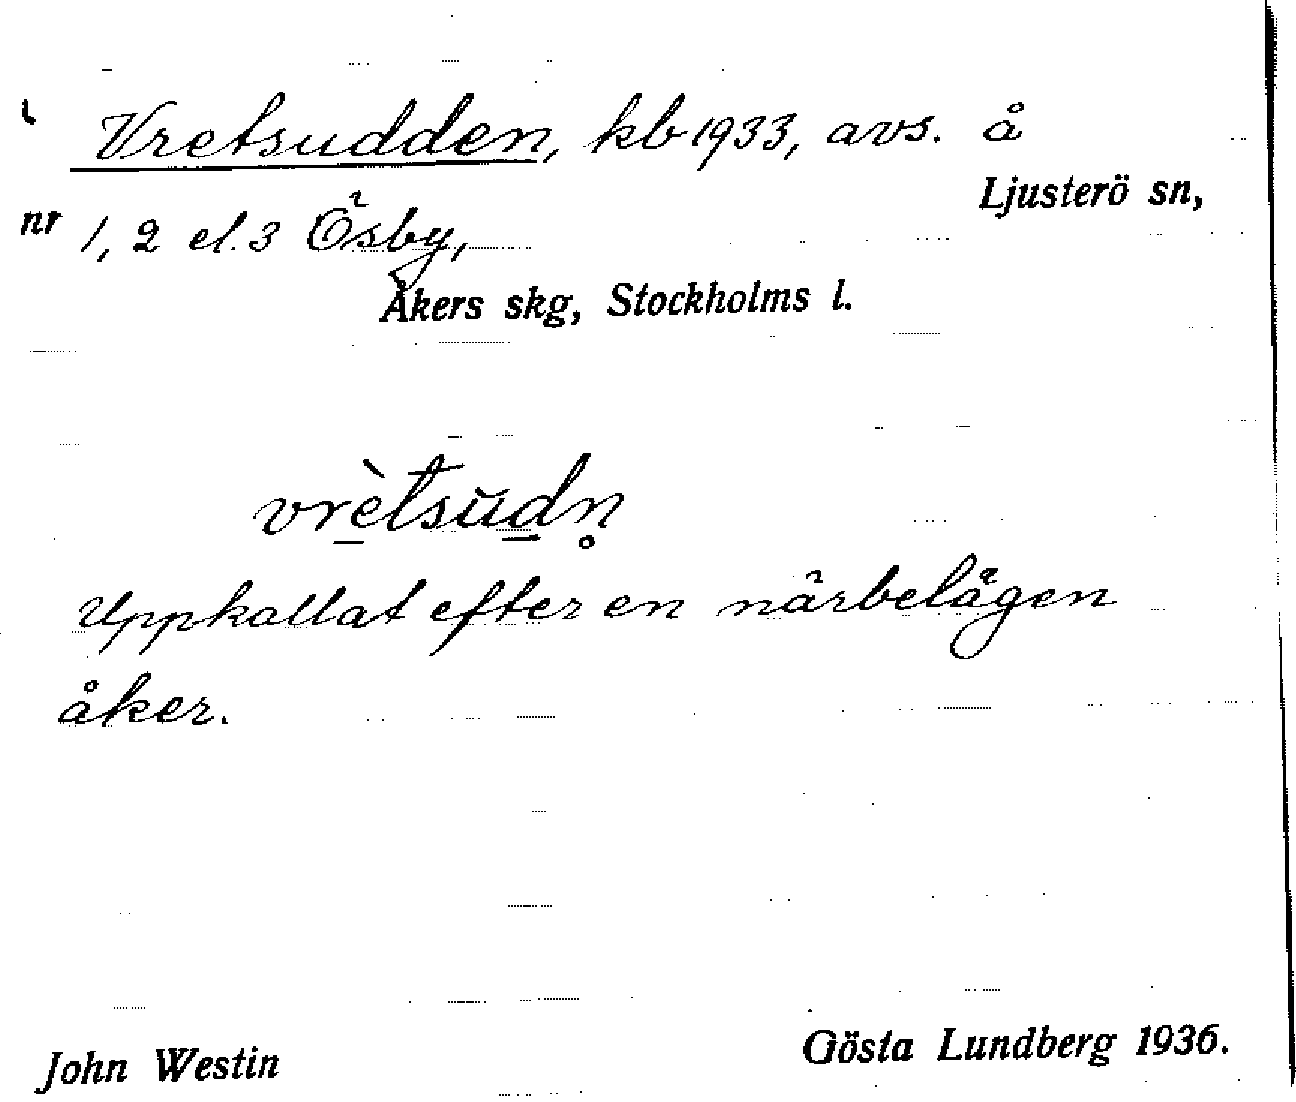 Vretsudden, kb 1933, avs. å
Ljusterö sn,
nr 1, 2 el. 3 Ösby,
Åkers skg, Stockholms l.
vrètsŭdn̥
Uppkallat efter en närbelägen
åker.
John Westin
Gösta Lundberg 1936.